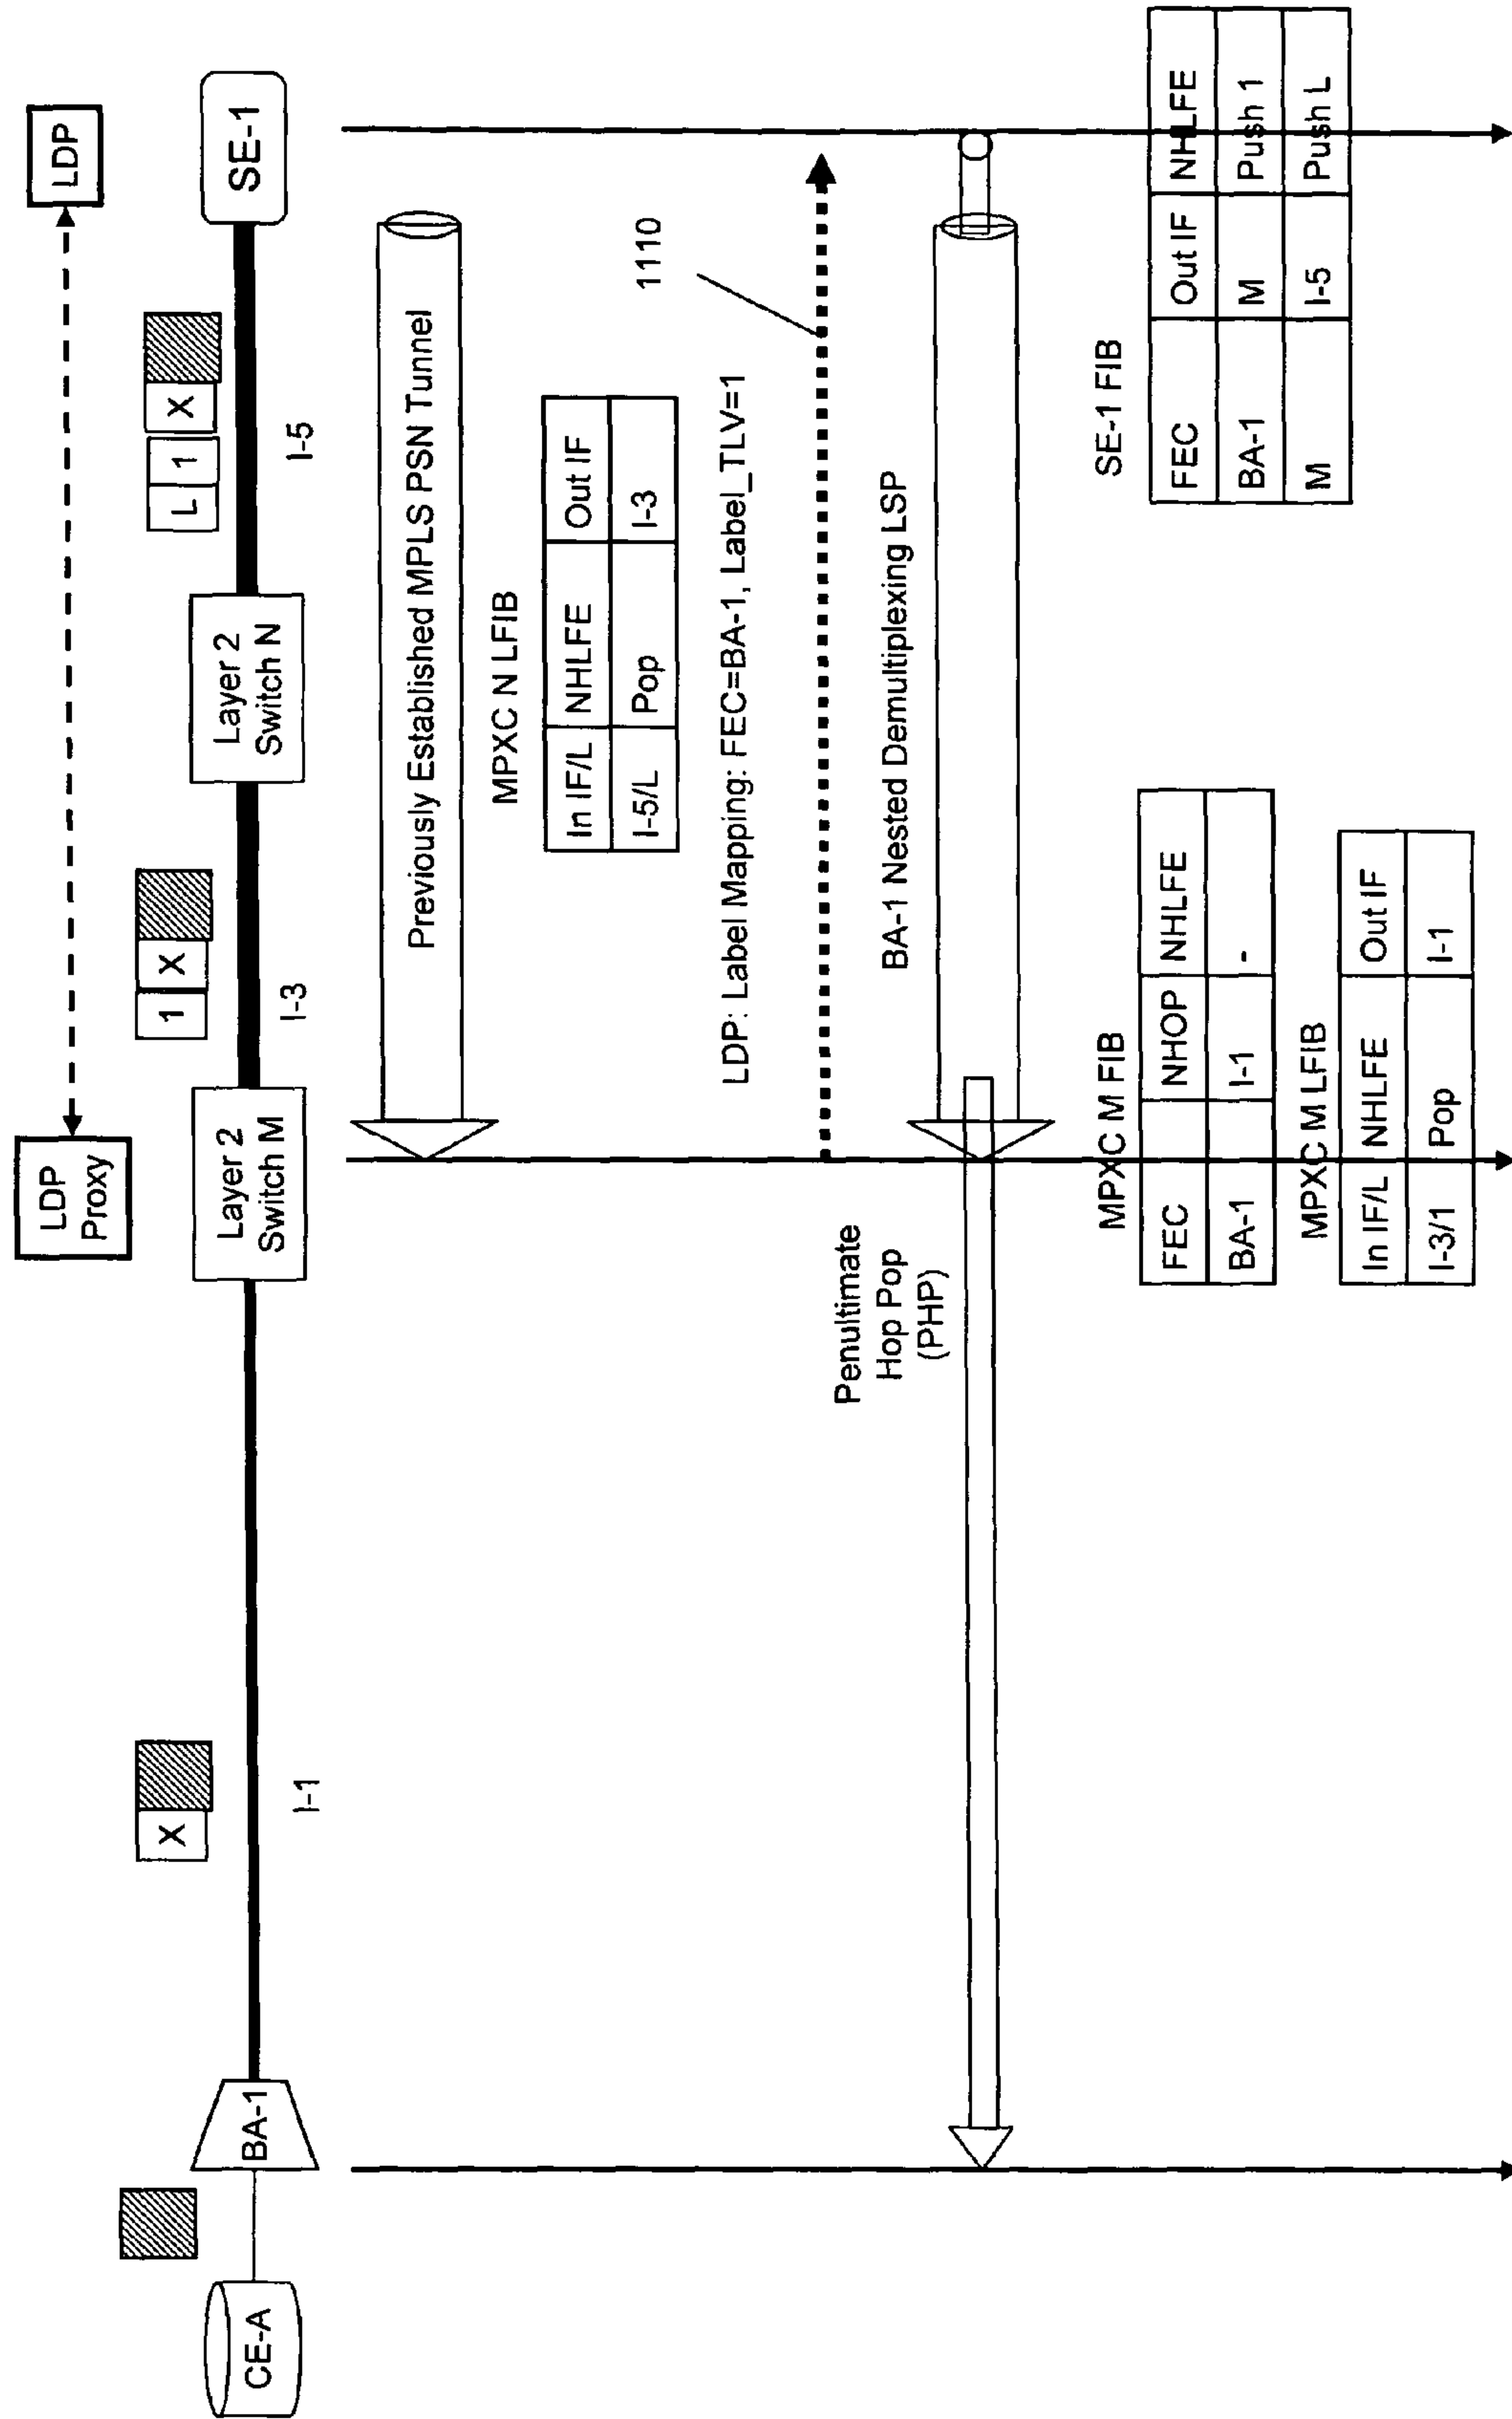 LDP
Proxy
LDP
X
1 X
L 1 X
CE-A
BA-1
Layer 2
Switch M
Layer 2
Switch N
SE-1
I-1
I-3
I-5
Previously Established MPLS PSN Tunnel
MPXC N LFIB
In IF/L NHLFE Out IF
I-5/L Pop I-3
1110
LDP: Label Mapping: FEC=BA-1, Label_TLV=1
Penultimate
Hop Pop
(PHP)
BA-1 Nested Demultiplexing LSP
MPXC M FIB
FEC NHOP NHLFE
BA-1 I-1 -
MPXC M LFIB
In IF/L NHLFE Out IF
I-3/1 Pop I-1
SE-1 FIB
FEC Out IF NHLFE
BA-1 M Push 1
M I-5 Push L